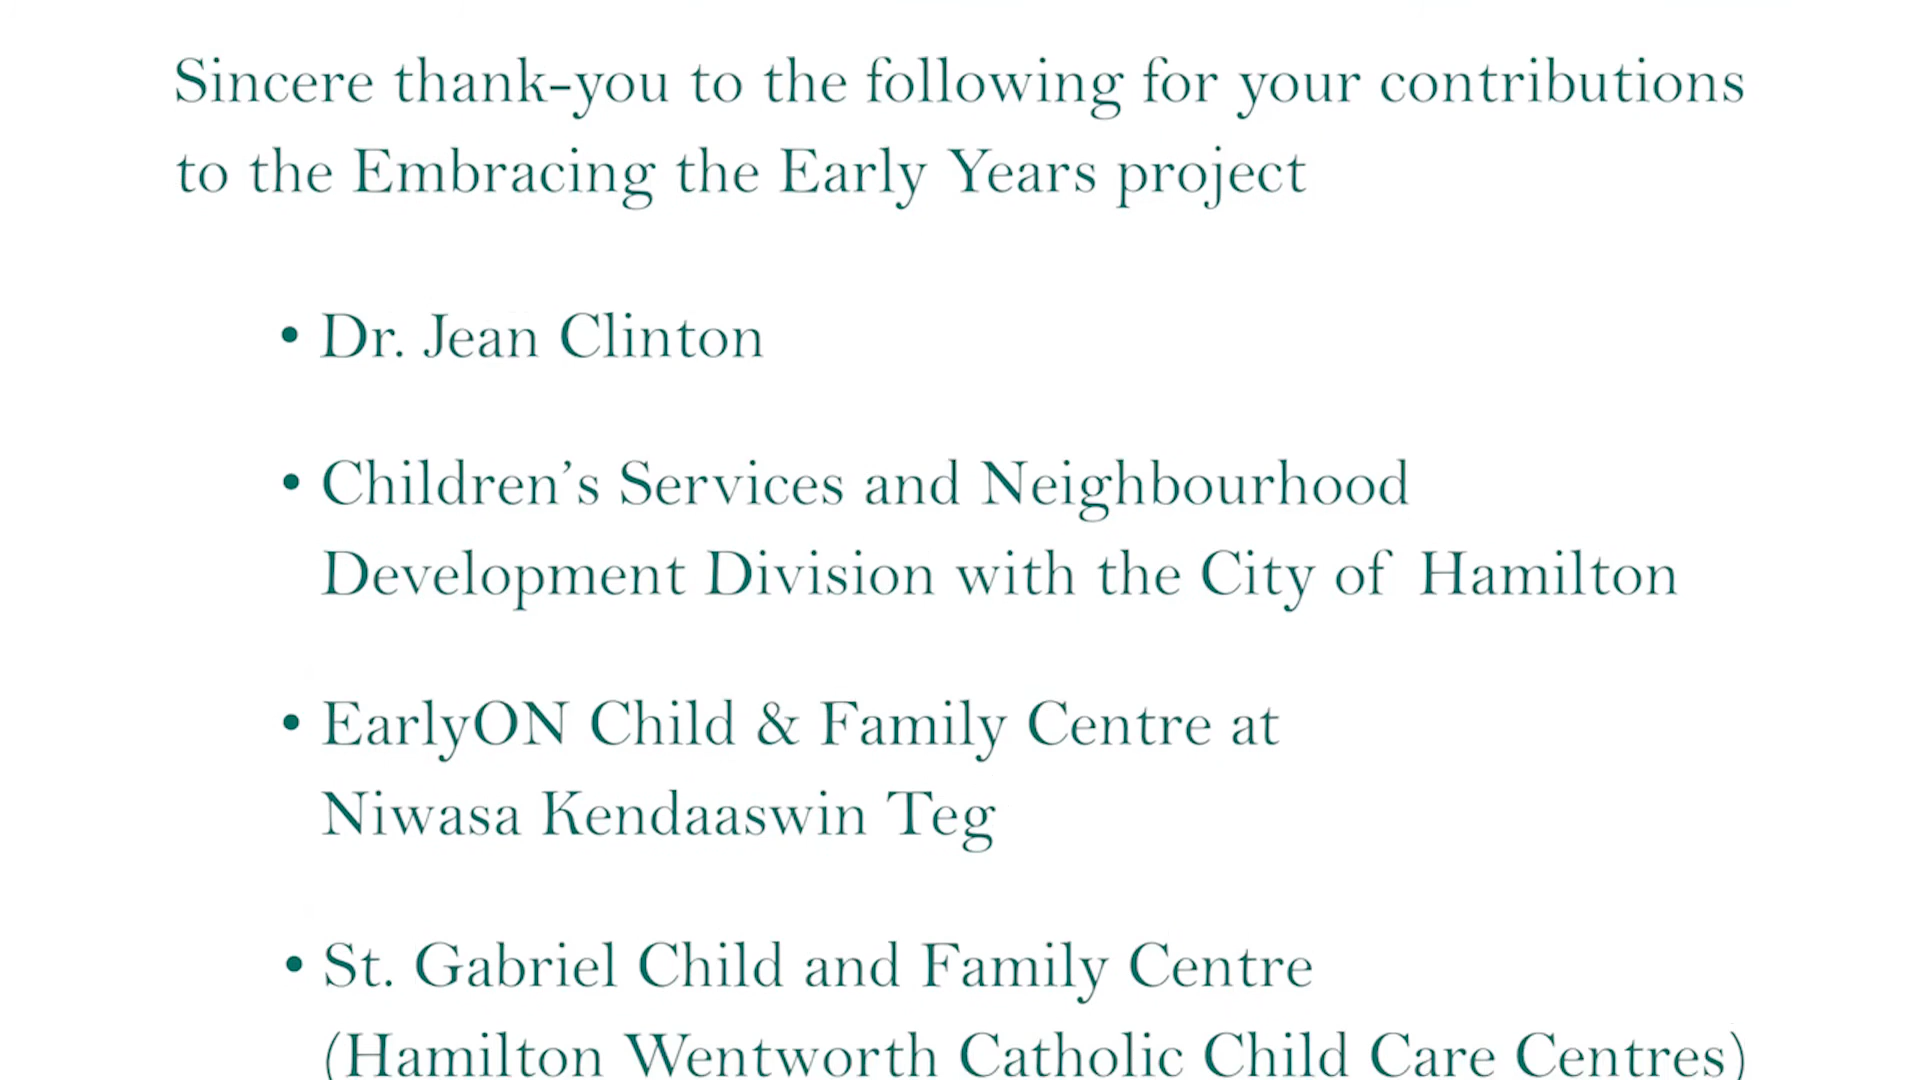 Sincere thank-you to the following for your contributions
to the Embracing the Early Years project
• Dr. Jean Clinton
• Children’s Services and Neighbourhood
Development Division with the City of Hamilton
• EarlyON Child & Family Centre at
Niwasa Kendaaswin Teg
• St. Gabriel Child and Family Centre
(Hamilton Wentworth Catholic Child Care Centres)